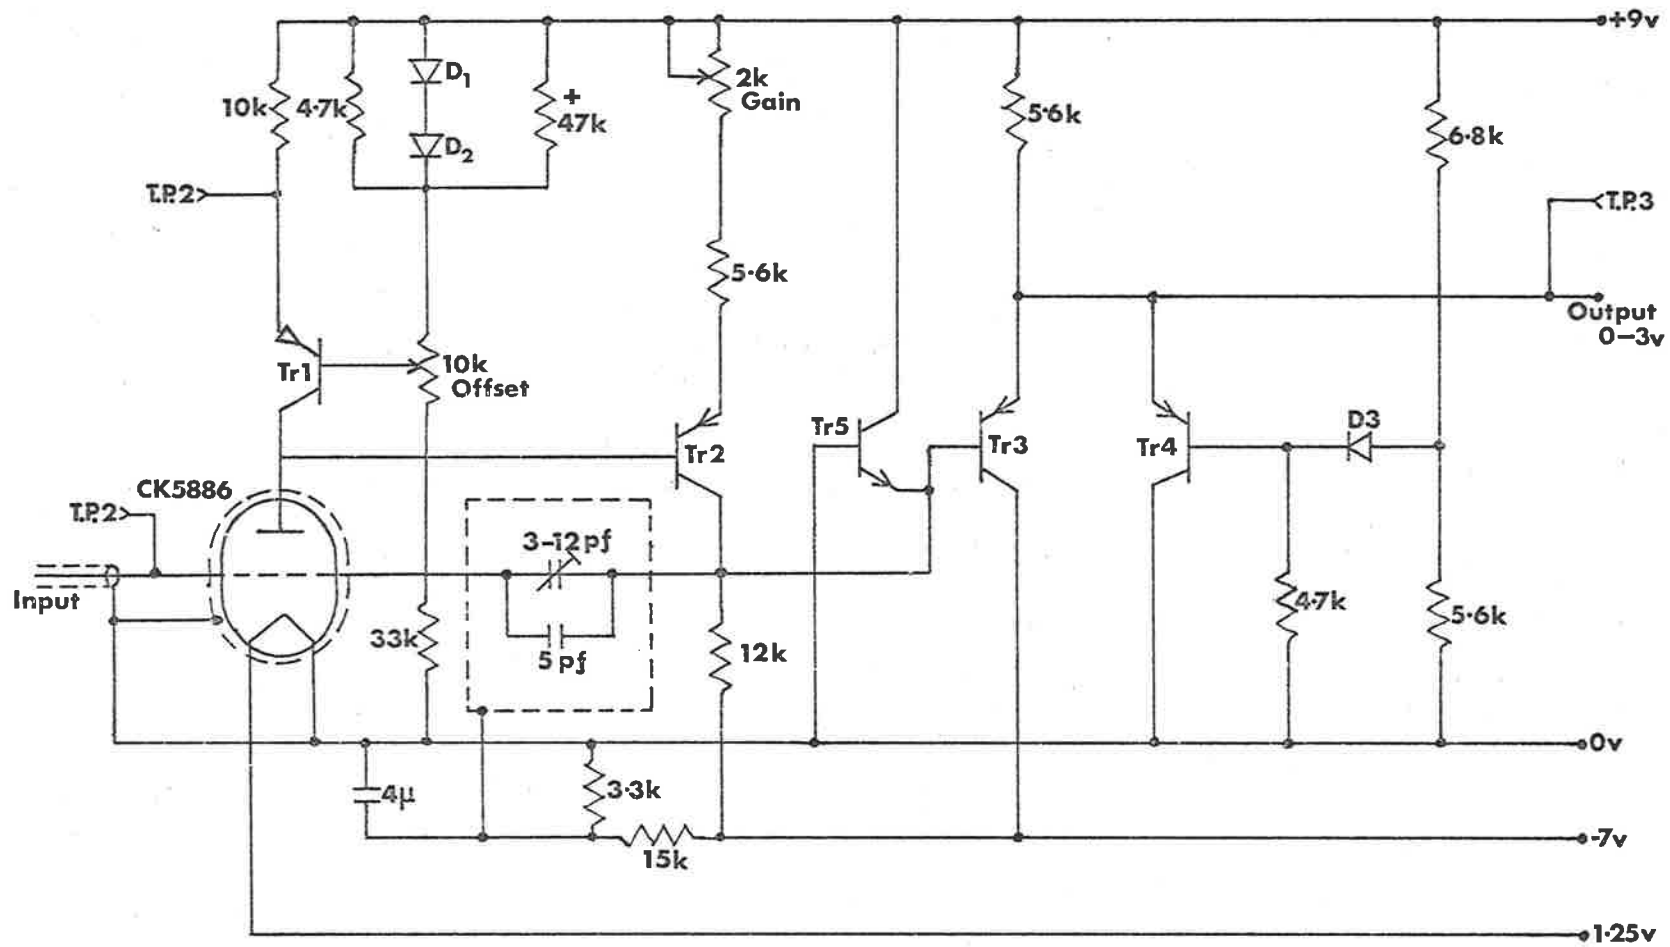 +9v
10k
4·7k
D1
D2
+
47k
2k
Gain
5·6k
6·8k
T.P.2
T.P.3
5·6k
Output
0–3v
Tr1
10k
Offset
Tr5
Tr2
Tr3
Tr4
D3
CK5886
T.P.2
3–12pf
Input
5pf
33k
12k
4·7k
5·6k
0v
4μ
3·3k
15k
-7v
1·25v